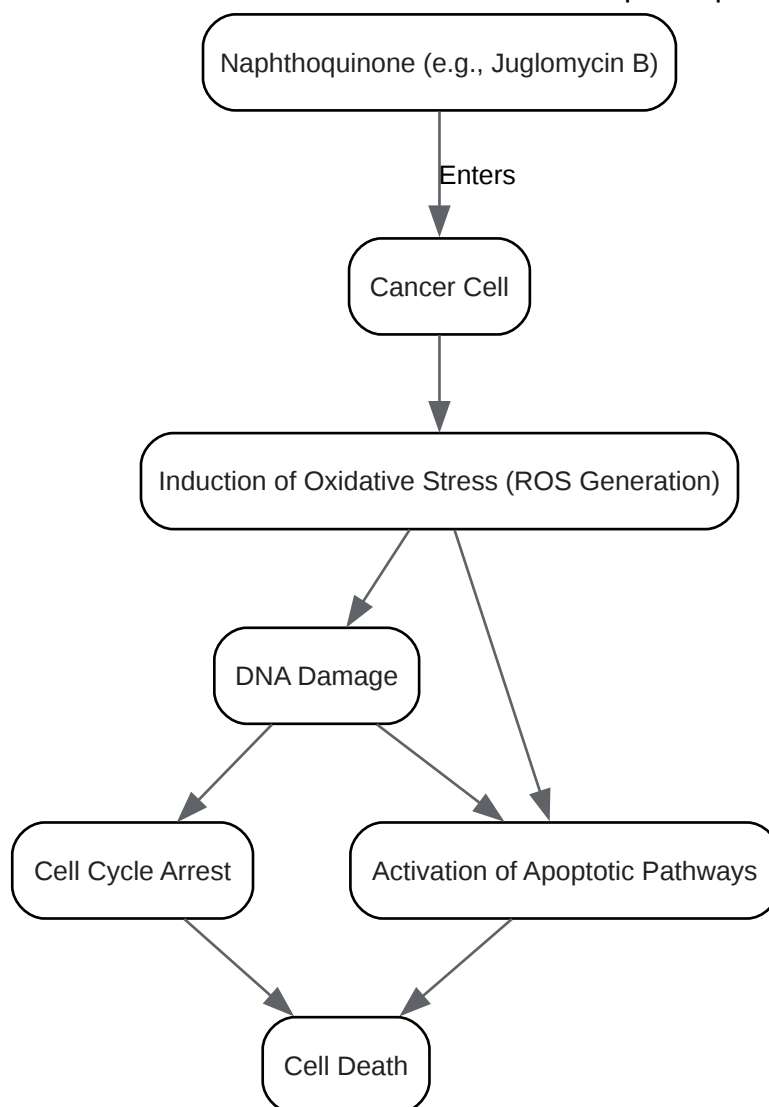 Naphthoquinone (e.g., Juglomycin B)
Enters
Cancer Cell
Induction of Oxidative Stress (ROS Generation)
DNA Damage
Cell Cycle Arrest
Activation of Apoptotic Pathways
Cell Death